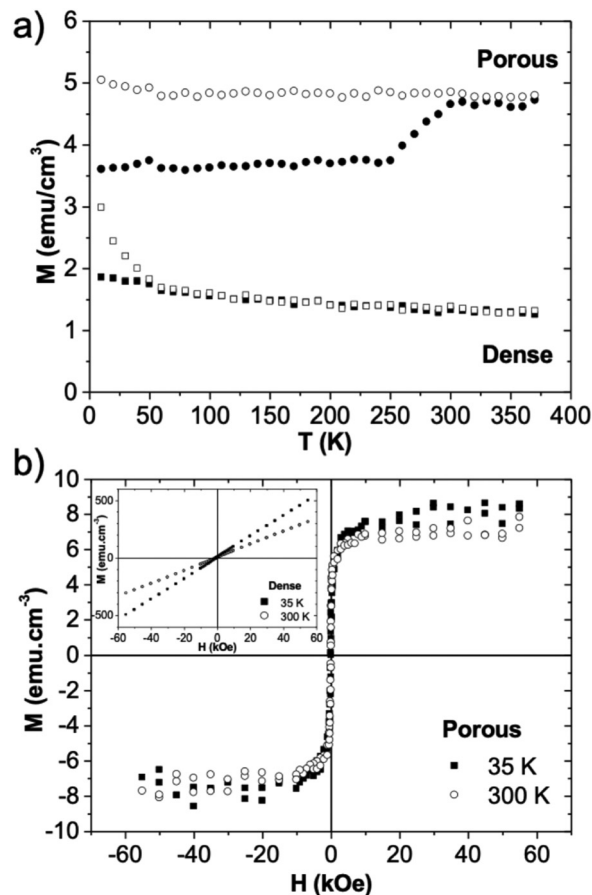 a)
6
5
4
3
2
1
0
M (emu/cm³)
Porous
Dense
0 50 100 150 200 250 300 350 400
T (K)
b)
10
8
6
4
2
0
-2
-4
-6
-8
-10
M (emu.cm⁻³)
500
0
-500
M (emu.cm⁻³)
Dense
35 K
300 K
-60 -40 -20 0 20 40 60
H (kOe)
Porous
35 K
300 K
-60 -40 -20 0 20 40 60
H (kOe)